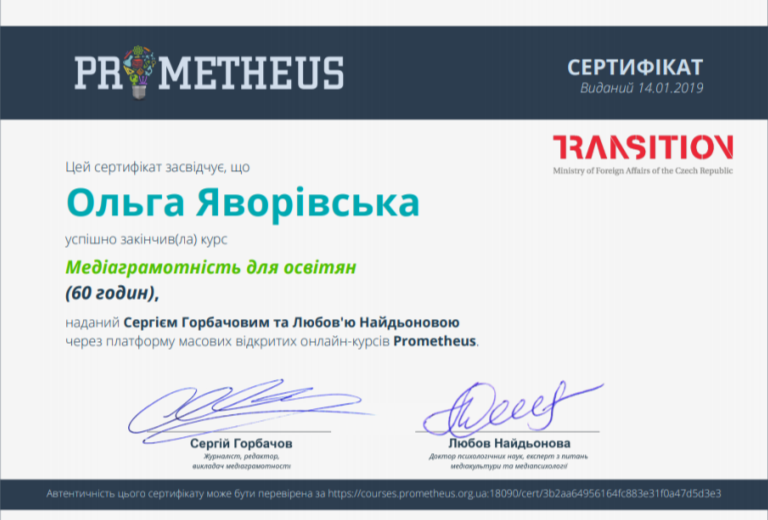 PROMETHEUS
СЕРТИФІКАТ
Виданий 14.01.2019
TRANSITION
Ministry of Foreign Affairs of the Czech Republic
Цей сертифікат засвідчує, що
Ольга Яворівська
успішно закінчив(ла) курс
Медіаграмотність для освітян
(60 годин),
наданий Сергієм Горбачовим та Любов'ю Найдьоновою
через платформу масових відкритих онлайн-курсів Prometheus.
Сергій Горбачов
Журналіст, редактор,
викладач медіаграмотності
Любов Найдьонова
Доктор психологічних наук, експерт з питань
медіакультури та медіапсихології
Автентичність цього сертифікату може бути перевірена за https://courses.prometheus.org.ua:18090/cert/3b2aa64956164fc883e31f0a47d5d3e3